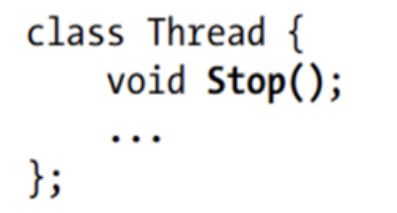 class Thread {
    void Stop();
    ...
};